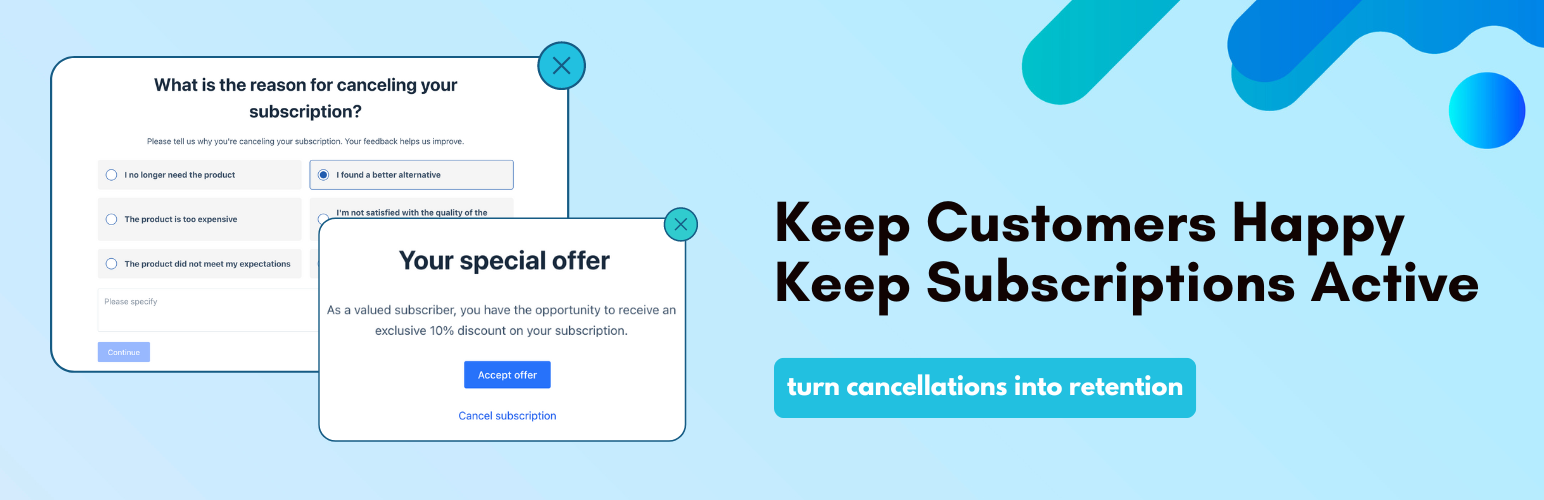 What is the reason for canceling your
subscription?
Please tell us why you're canceling your subscription. Your feedback helps us improve.
I no longer need the product
I found a better alternative
The product is too expensive
I'm not satisfied with the quality of the
The product did not meet my expectations
Please specify
Continue
Your special offer
As a valued subscriber, you have the opportunity to receive an
exclusive 10% discount on your subscription.
Accept offer
Cancel subscription
Keep Customers Happy
Keep Subscriptions Active
turn cancellations into retention